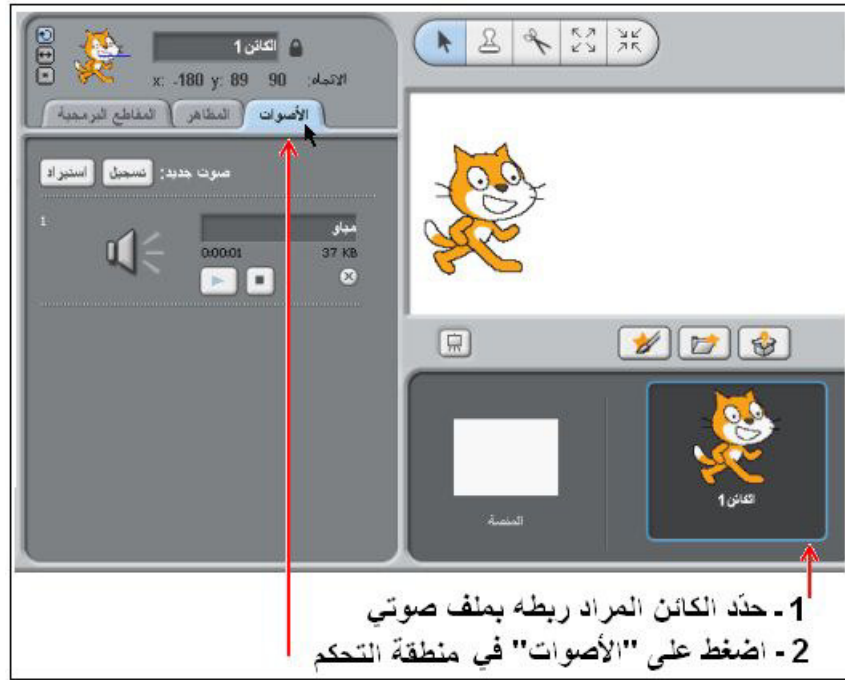 الكائن 1
الاتجاه: 90 x: -180 y: 89
الأصوات المظاهر المقاطع البرمجية
صوت جديد: تسجيل استيراد
1
مياو
0:00:01 37 KB
المنصة
الكائن 1
1 - حدّد الكائن المراد ربطه بملف صوتي
2 - اضغط على "الأصوات" في منطقة التحكم